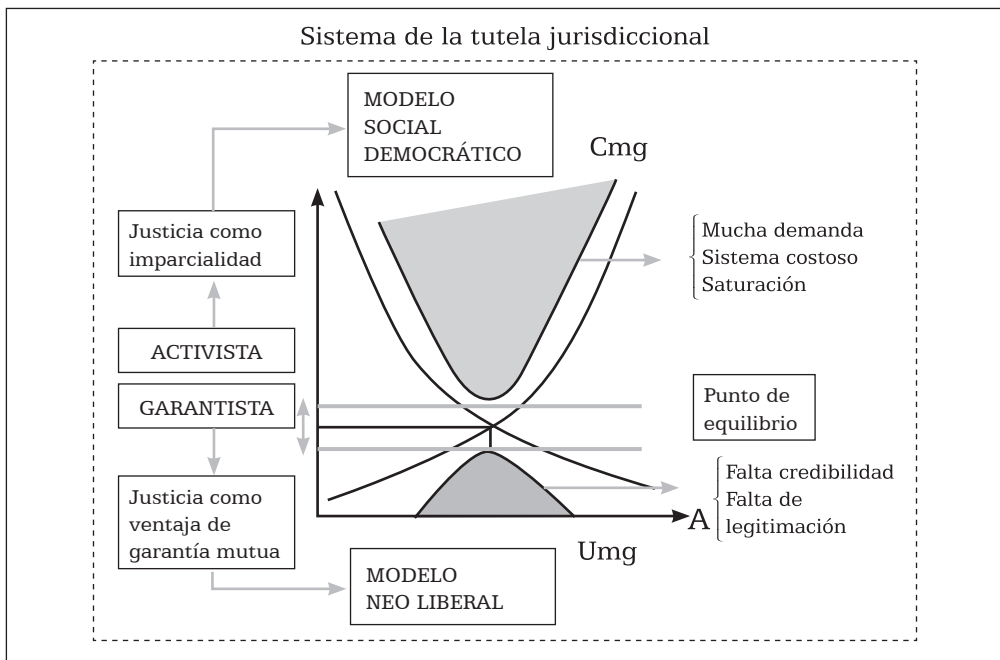 Sistema de la tutela jurisdiccional
MODELO
SOCIAL
DEMOCRÁTICO
Cmg
Justicia como
imparcialidad
Mucha demanda
Sistema costoso
Saturación
ACTIVISTA
GARANTISTA
Punto de
equilibrio
Justicia como
ventaja de
garantía mutua
Falta credibilidad
Falta de
legitimación
A
Umg
MODELO
NEO LIBERAL